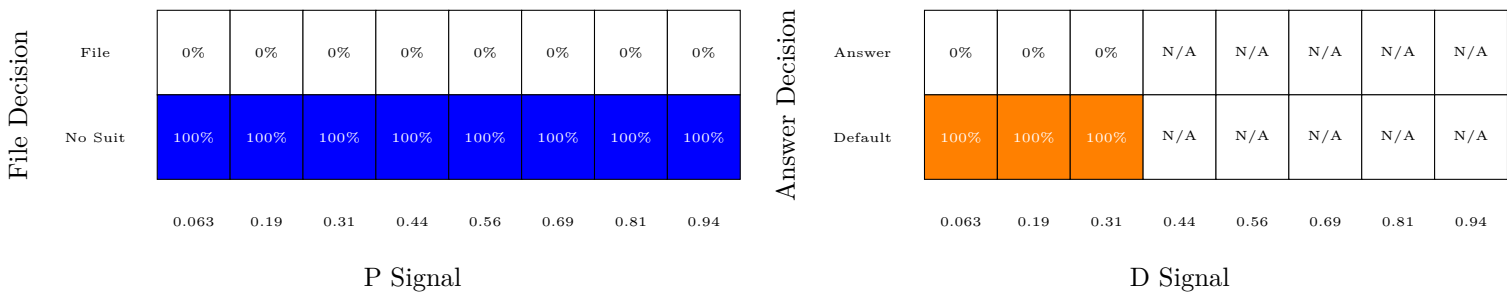 File Decision
File
0% 0% 0% 0% 0% 0% 0% 0%
No Suit
100% 100% 100% 100% 100% 100% 100% 100%
0.063 0.19 0.31 0.44 0.56 0.69 0.81 0.94
P Signal
Answer Decision
Answer
0% 0% 0% N/A N/A N/A N/A N/A
Default
100% 100% 100% N/A N/A N/A N/A N/A
0.063 0.19 0.31 0.44 0.56 0.69 0.81 0.94
D Signal